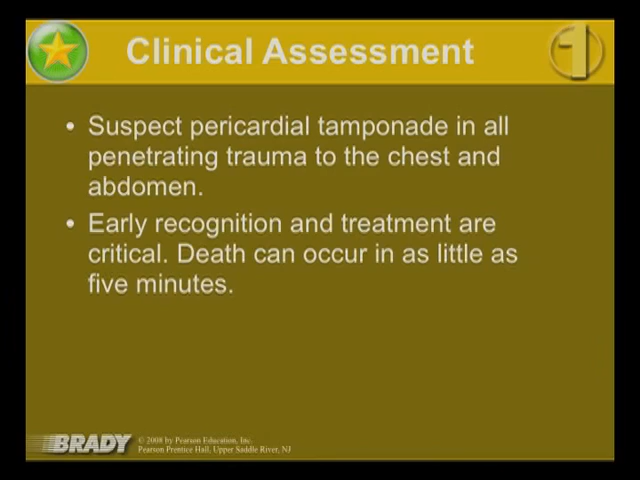 Clinical Assessment
1
• Suspect pericardial tamponade in all
penetrating trauma to the chest and
abdomen.
• Early recognition and treatment are
critical. Death can occur in as little as
five minutes.
BRADY
© 2008 by Pearson Education, Inc.
Pearson Prentice Hall, Upper Saddle River, NJ